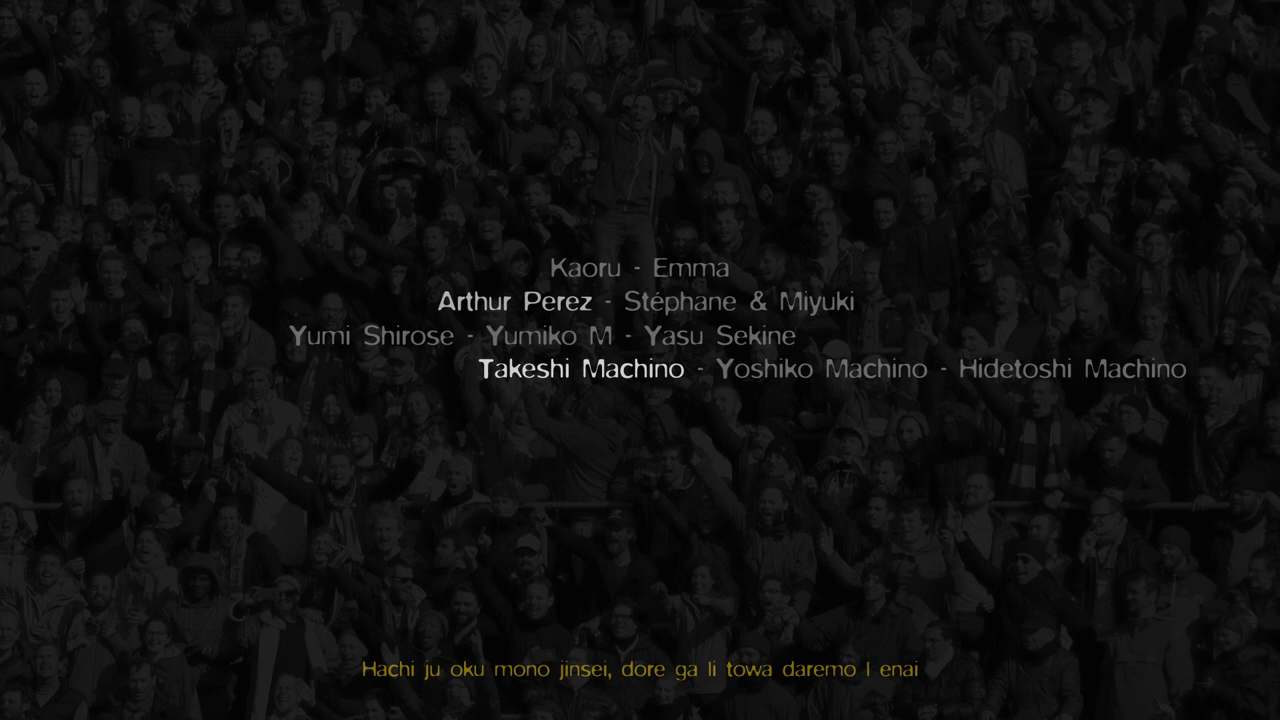 Kaoru - Emma
Arthur Perez - Stéphane & Miyuki
Yumi Shirose - Yumiko M - Yasu Sekine
Takeshi Machino - Yoshiko Machino - Hidetoshi Machino
Hachi ju oku mono jinsei, dore ga li towa daremo I enai